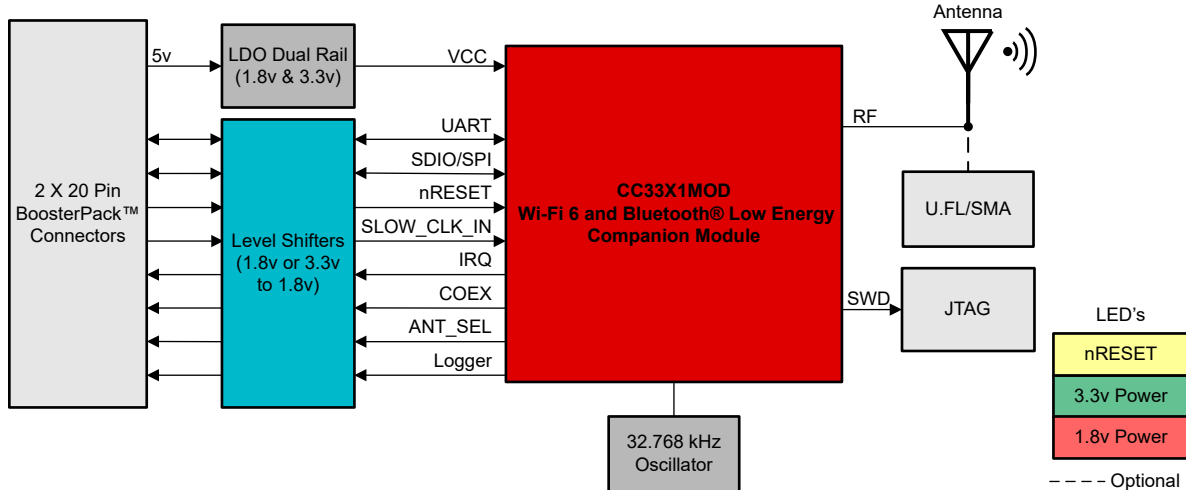 Antenna
5v
LDO Dual Rail
(1.8v & 3.3v)
VCC
RF
UART
SDIO/SPI
nRESET
SLOW_CLK_IN
IRQ
COEX
ANT_SEL
Logger
2 X 20 Pin
BoosterPack™
Connectors
Level Shifters
(1.8v or 3.3v
to 1.8v)
CC33X1MOD
Wi-Fi 6 and Bluetooth® Low Energy
Companion Module
U.FL/SMA
SWD
JTAG
LED's
nRESET
3.3v Power
1.8v Power
Optional
32.768 kHz
Oscillator